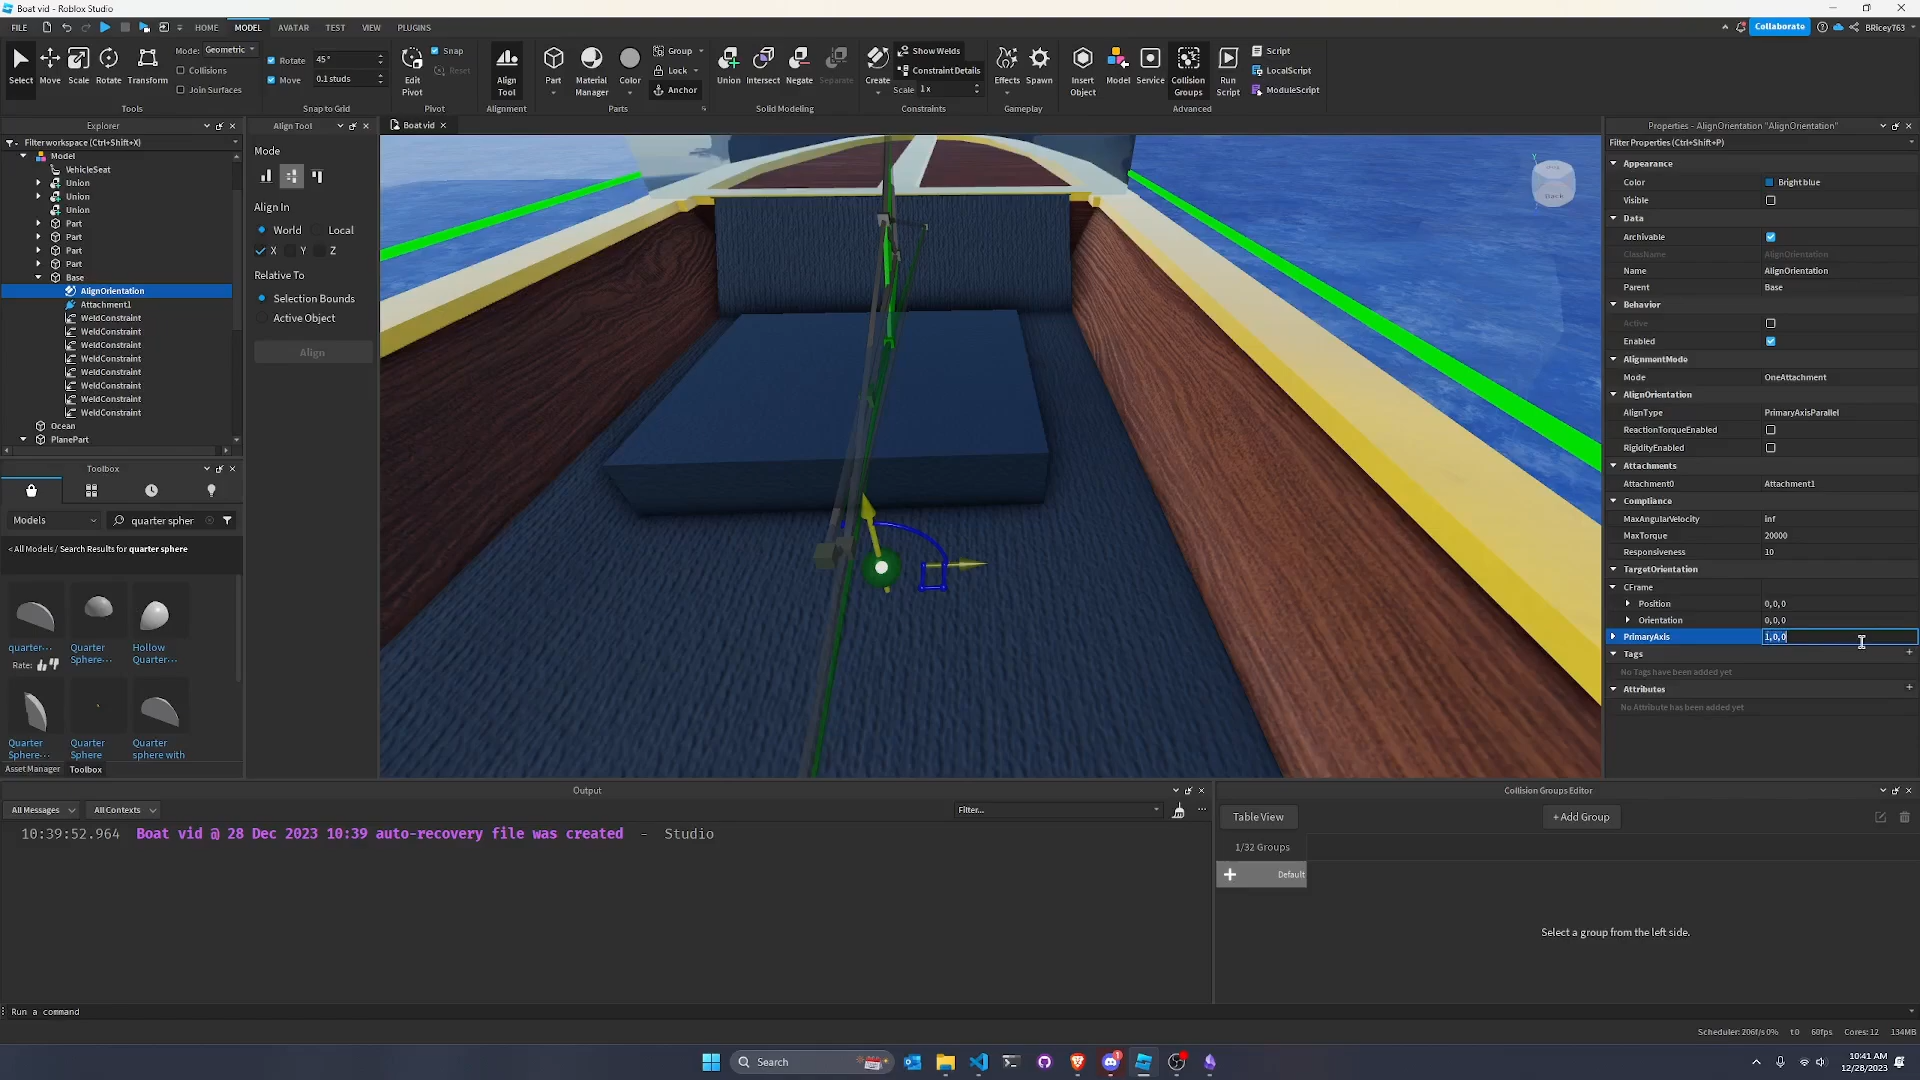 Boat vid - Roblox Studio
FILE HOME MODEL AVATAR TEST VIEW PLUGINS
Collaborate BRicey763
Select Move Scale Rotate Transform
Mode: Geometric
Collisions
Join Surfaces
Tools
Rotate 45°
Move 0.1 studs
Snap to Grid
Edit Pivot
Snap
Reset
Pivot
Align Tool
Alignment
Part
Material Manager
Color
Group
Lock
Anchor
Parts
Union Intersect Negate Separate
Solid Modeling
Create
Show Welds
Constraint Details
Scale 1 x
Constraints
Effects Spawn
Gameplay
Insert Object
Model
Service
Collision Groups
Run Script
Script
LocalScript
ModuleScript
Advanced
Explorer
Filter workspace (Ctrl+Shift+X)
Model
VehicleSeat
Union
Union
Union
Part
Part
Part
Part
Base
AlignOrientation
Attachment1
WeldConstraint
WeldConstraint
WeldConstraint
WeldConstraint
WeldConstraint
WeldConstraint
WeldConstraint
WeldConstraint
Ocean
PlanePart
Toolbox
Models quarter spher
< All Models / Search Results for quarter sphere
quarter···
Rate:
Quarter Sphere···
Hollow Quarter···
Quarter Sphere···
Quarter Sphere
Quarter sphere with
Asset Manager Toolbox
Align Tool
Mode
Align In
World Local
X Y Z
Relative To
Selection Bounds
Active Object
Align
Boat vid
Back
Properties - AlignOrientation "AlignOrientation"
Filter Properties (Ctrl+Shift+P)
Appearance
Color Bright blue
Visible
Data
Archivable
ClassName AlignOrientation
Name AlignOrientation
Parent Base
Behavior
Active
Enabled
AlignmentMode
Mode OneAttachment
AlignOrientation
AlignType PrimaryAxisParallel
ReactionTorqueEnabled
RigidityEnabled
Attachments
Attachment0 Attachment1
Compliance
MaxAngularVelocity inf
MaxTorque 20000
Responsiveness 10
TargetOrientation
CFrame
Position 0,0,0
Orientation 0,0,0
PrimaryAxis 1,0,0
Tags
No Tags have been added yet
Attributes
No Attribute has been added yet
Output
All Messages All Contexts Filter...
10:39:52.964 Boat vid @ 28 Dec 2023 10:39 auto-recovery file was created - Studio
Collision Groups Editor
Table View + Add Group
1/32 Groups
Default
Select a group from the left side.
Run a command
Scheduler: 206f/s 0% t0 60fps Cores: 12 134MB
Search
10:41 AM
12/28/2023